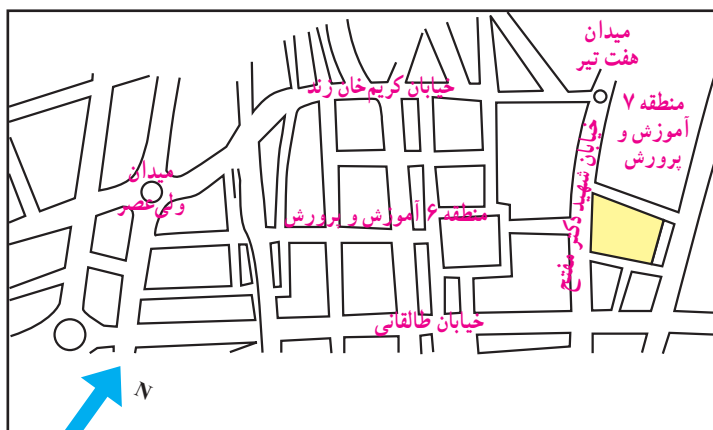 میدان
هفت تیر
خیابان کریم‌خان زند
منطقه ۷
آموزش و
پرورش
خیابان شهید دکتر مفتح
میدان
ولی‌عصر
منطقه ۶ آموزش و پرورش
خیابان طالقانی
N